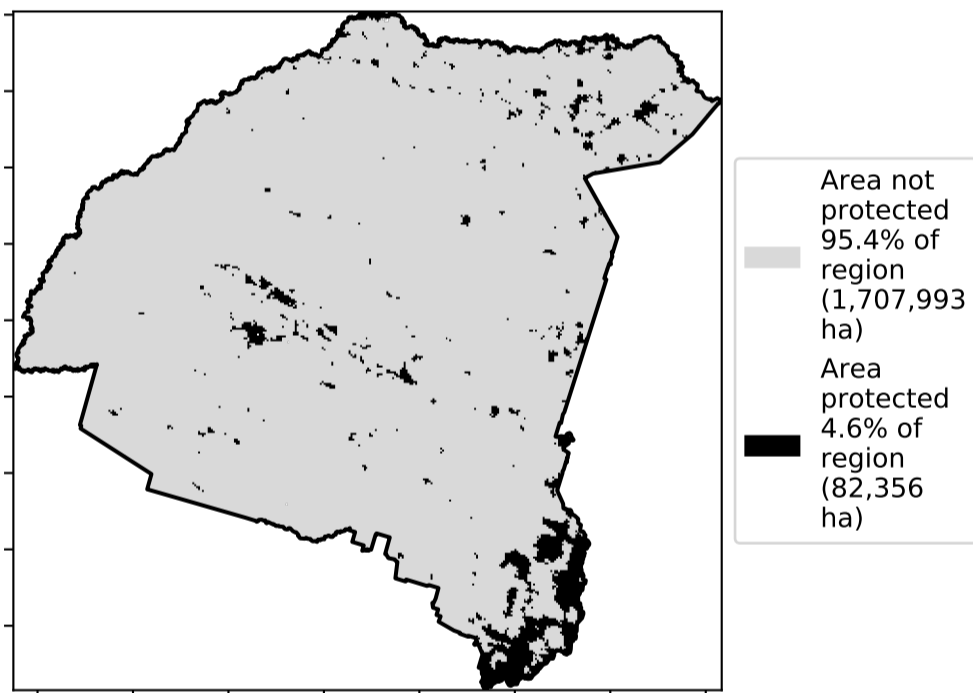 Area not
protected
95.4% of
region
(1,707,993
ha)
Area
protected
4.6% of
region
(82,356
ha)